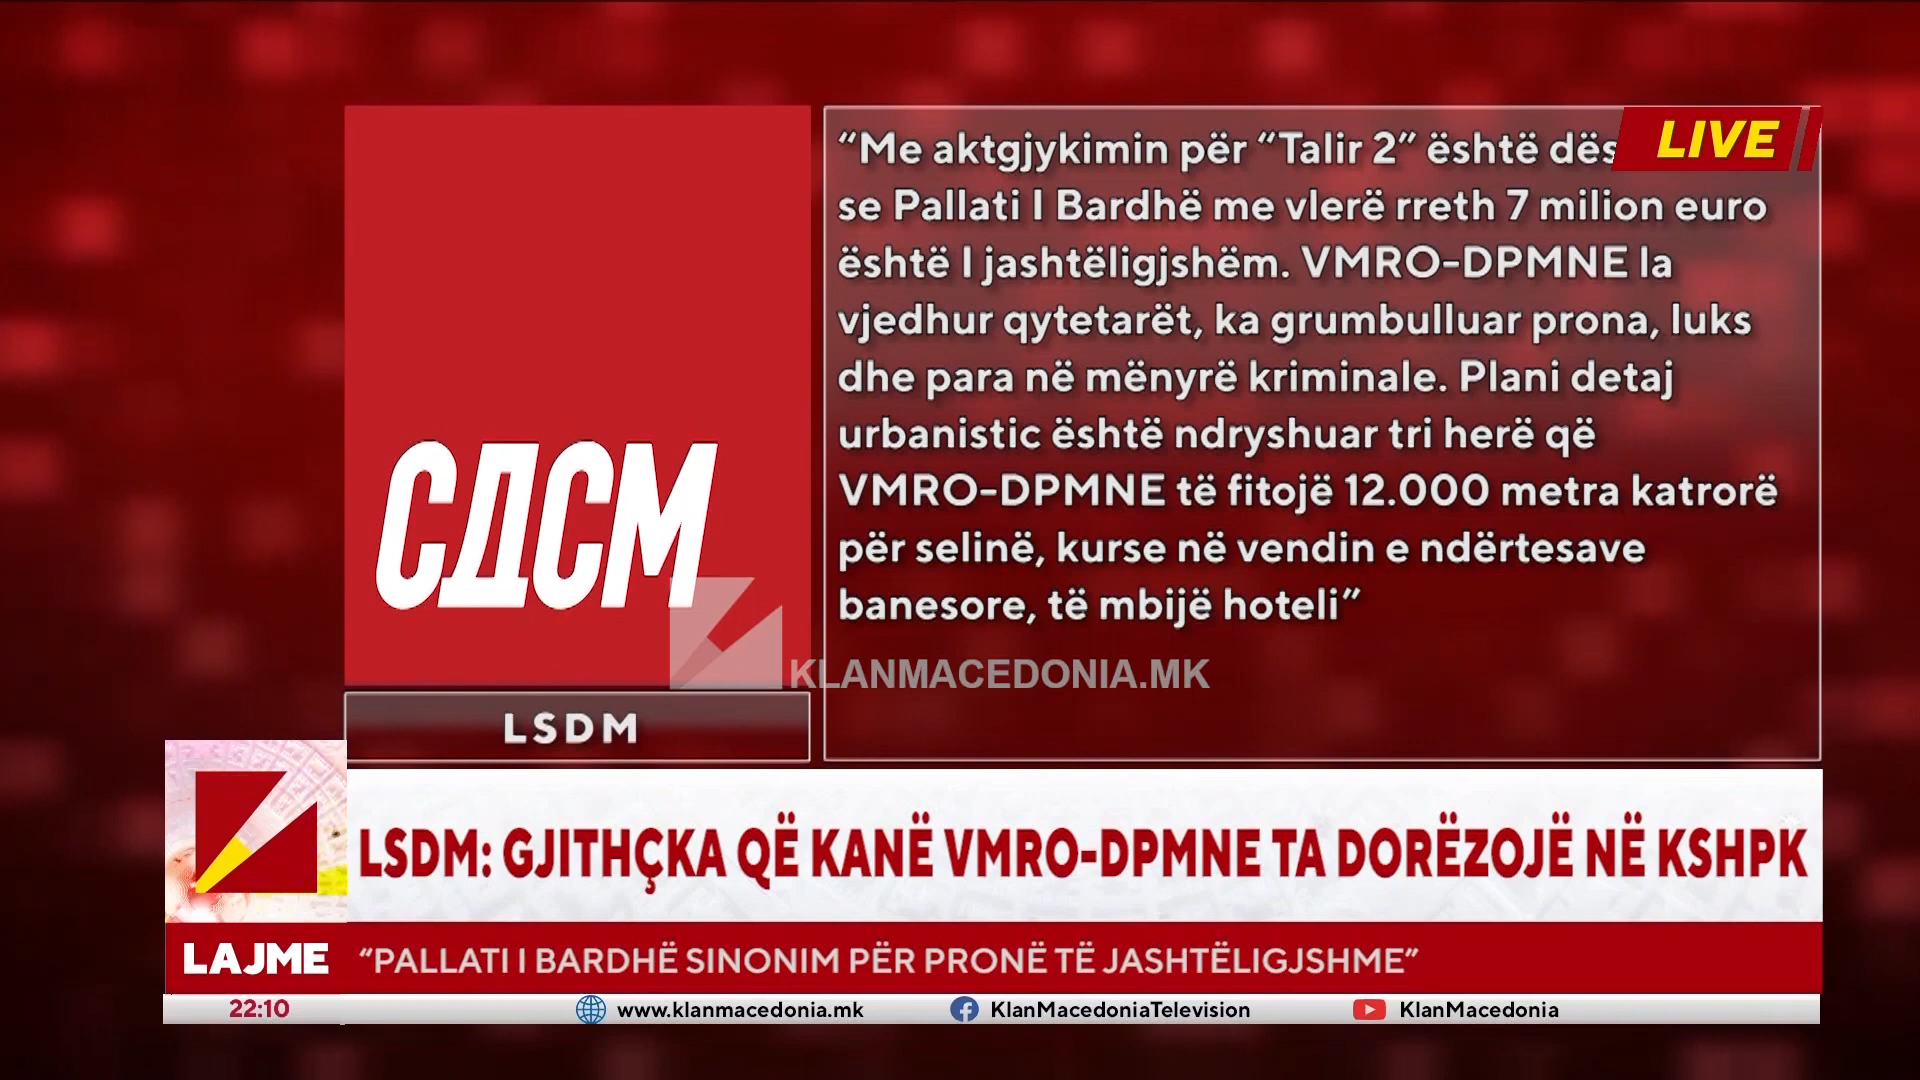 LIVE
“Me aktgjykimin për “Talir 2” është
se Pallati I Bardhë me vlerë rreth 7 milion euro
është I jashtëligjshëm. VMRO-DPMNE la
vjedhur qytetarët, ka grumbulluar prona, luks
dhe para në mënyrë kriminale. Plani detaj
urbanistic është ndryshuar tri herë që
VMRO-DPMNE të fitojë 12.000 metra katrorë
për selinë, kurse në vendin e ndërtesave
banesore, të mbijë hoteli”
СДСМ
KLANMACEDONIA.MK
LSDM
LSDM: GJITHÇKA QË KANË VMRO-DPMNE TA DORËZOJË NË KSHPK
LAJME
“PALLATI I BARDHË SINONIM PËR PRONË TË JASHTËLIGJSHME”
22:10
www.klanmacedonia.mk
KlanMacedoniaTelevision
KlanMacedonia